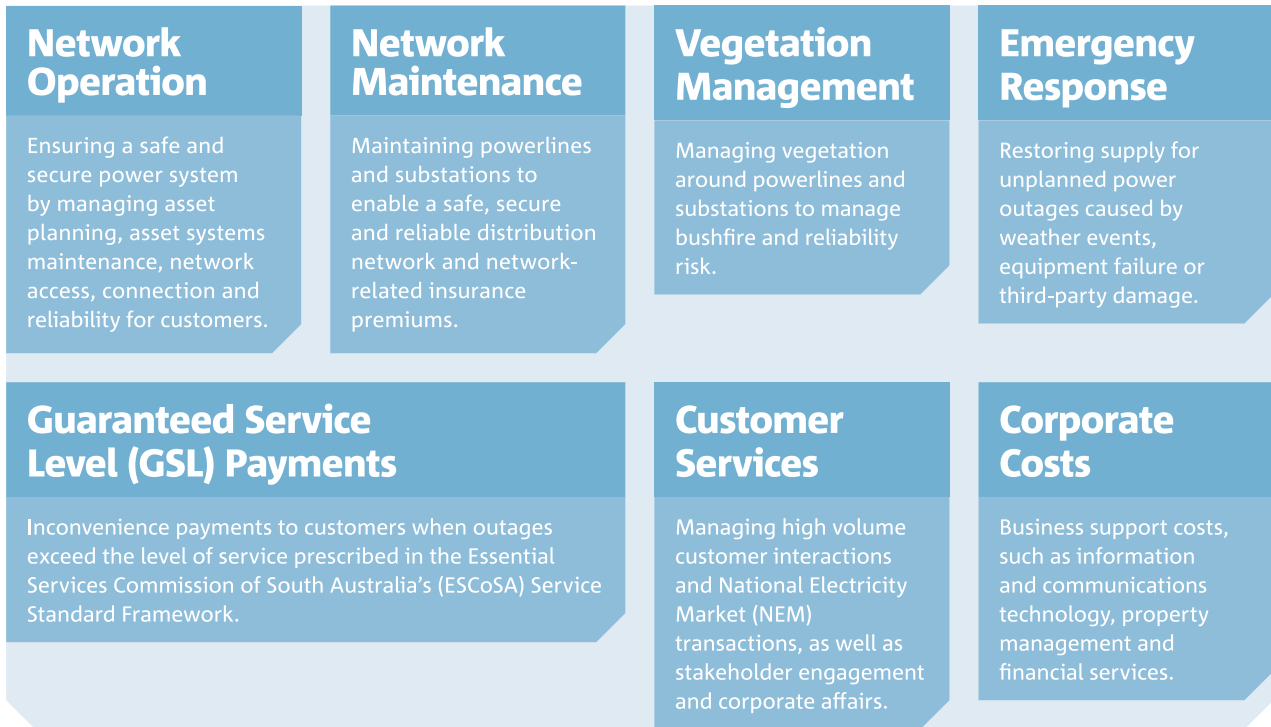 Network
Operation
Ensuring a safe and
secure power system
by managing asset
planning, asset systems
maintenance, network
access, connection and
reliability for customers.
Network
Maintenance
Maintaining powerlines
and substations to
enable a safe, secure
and reliable distribution
network and network-
related insurance
premiums.
Vegetation
Management
Managing vegetation
around powerlines and
substations to manage
bushfire and reliability
risk.
Emergency
Response
Restoring supply for
unplanned power
outages caused by
weather events,
equipment failure or
third-party damage.
Guaranteed Service
Level (GSL) Payments
Inconvenience payments to customers when outages
exceed the level of service prescribed in the Essential
Services Commission of South Australia’s (ESCoSA) Service
Standard Framework.
Customer
Services
Managing high volume
customer interactions
and National Electricity
Market (NEM)
transactions, as well as
stakeholder engagement
and corporate affairs.
Corporate
Costs
Business support costs,
such as information
and communications
technology, property
management and
financial services.